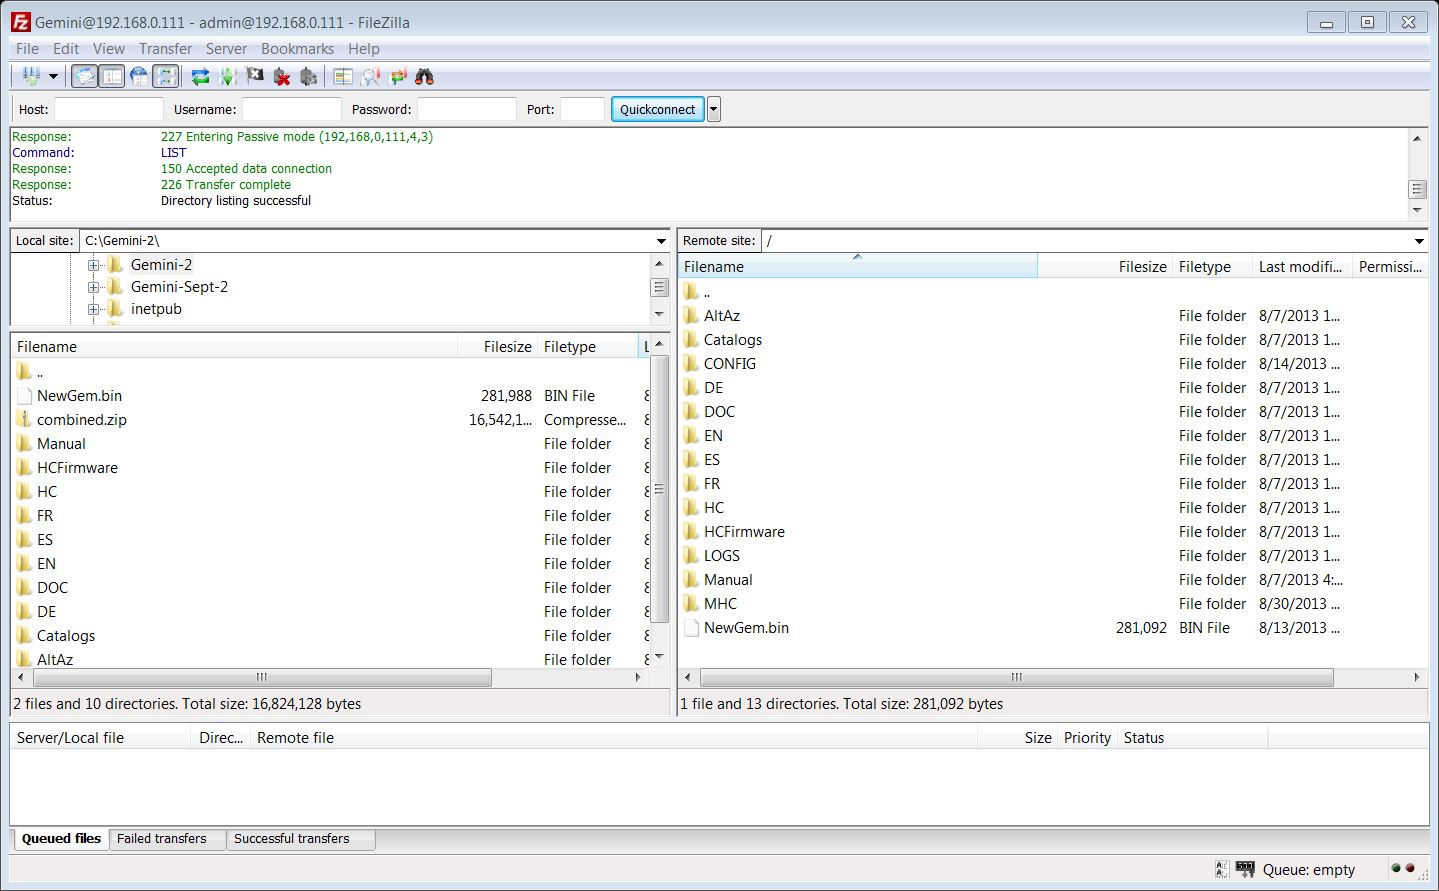 Gemini@192.168.0.111 - admin@192.168.0.111 - FileZilla
File Edit View Transfer Server Bookmarks Help
Host: Username: Password: Port: Quickconnect
Response: 227 Entering Passive mode (192,168,0,111,4,3)
Command: LIST
Response: 150 Accepted data connection
Response: 226 Transfer complete
Status: Directory listing successful
Local site: C:\Gemini-2\
Gemini-2
Gemini-Sept-2
inetpub
Filename Filesize Filetype L
..
NewGem.bin 281,988 BIN File 8
combined.zip 16,542,1... Compresse... 8
Manual File folder 8
HCFirmware File folder 8
HC File folder 8
FR File folder 8
ES File folder 8
EN File folder 8
DOC File folder 8
DE File folder 8
Catalogs File folder 8
AltAz File folder 8
2 files and 10 directories. Total size: 16,824,128 bytes
Remote site: /
Filename Filesize Filetype Last modifi... Permissi...
..
AltAz File folder 8/7/2013 1...
Catalogs File folder 8/7/2013 1...
CONFIG File folder 8/14/2013 ...
DE File folder 8/7/2013 1...
DOC File folder 8/7/2013 1...
EN File folder 8/7/2013 1...
ES File folder 8/7/2013 1...
FR File folder 8/7/2013 1...
HC File folder 8/7/2013 1...
HCFirmware File folder 8/7/2013 1...
LOGS File folder 8/7/2013 1...
Manual File folder 8/7/2013 4:...
MHC File folder 8/30/2013 ...
NewGem.bin 281,092 BIN File 8/13/2013 ...
1 file and 13 directories. Total size: 281,092 bytes
Server/Local file Direc... Remote file Size Priority Status
Queued files Failed transfers Successful transfers
Queue: empty